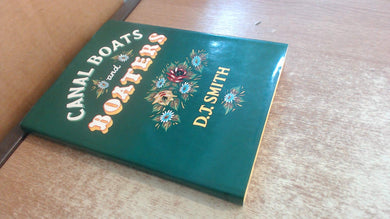 CANAL BOATS
and
BOATERS
D.J. SMITH